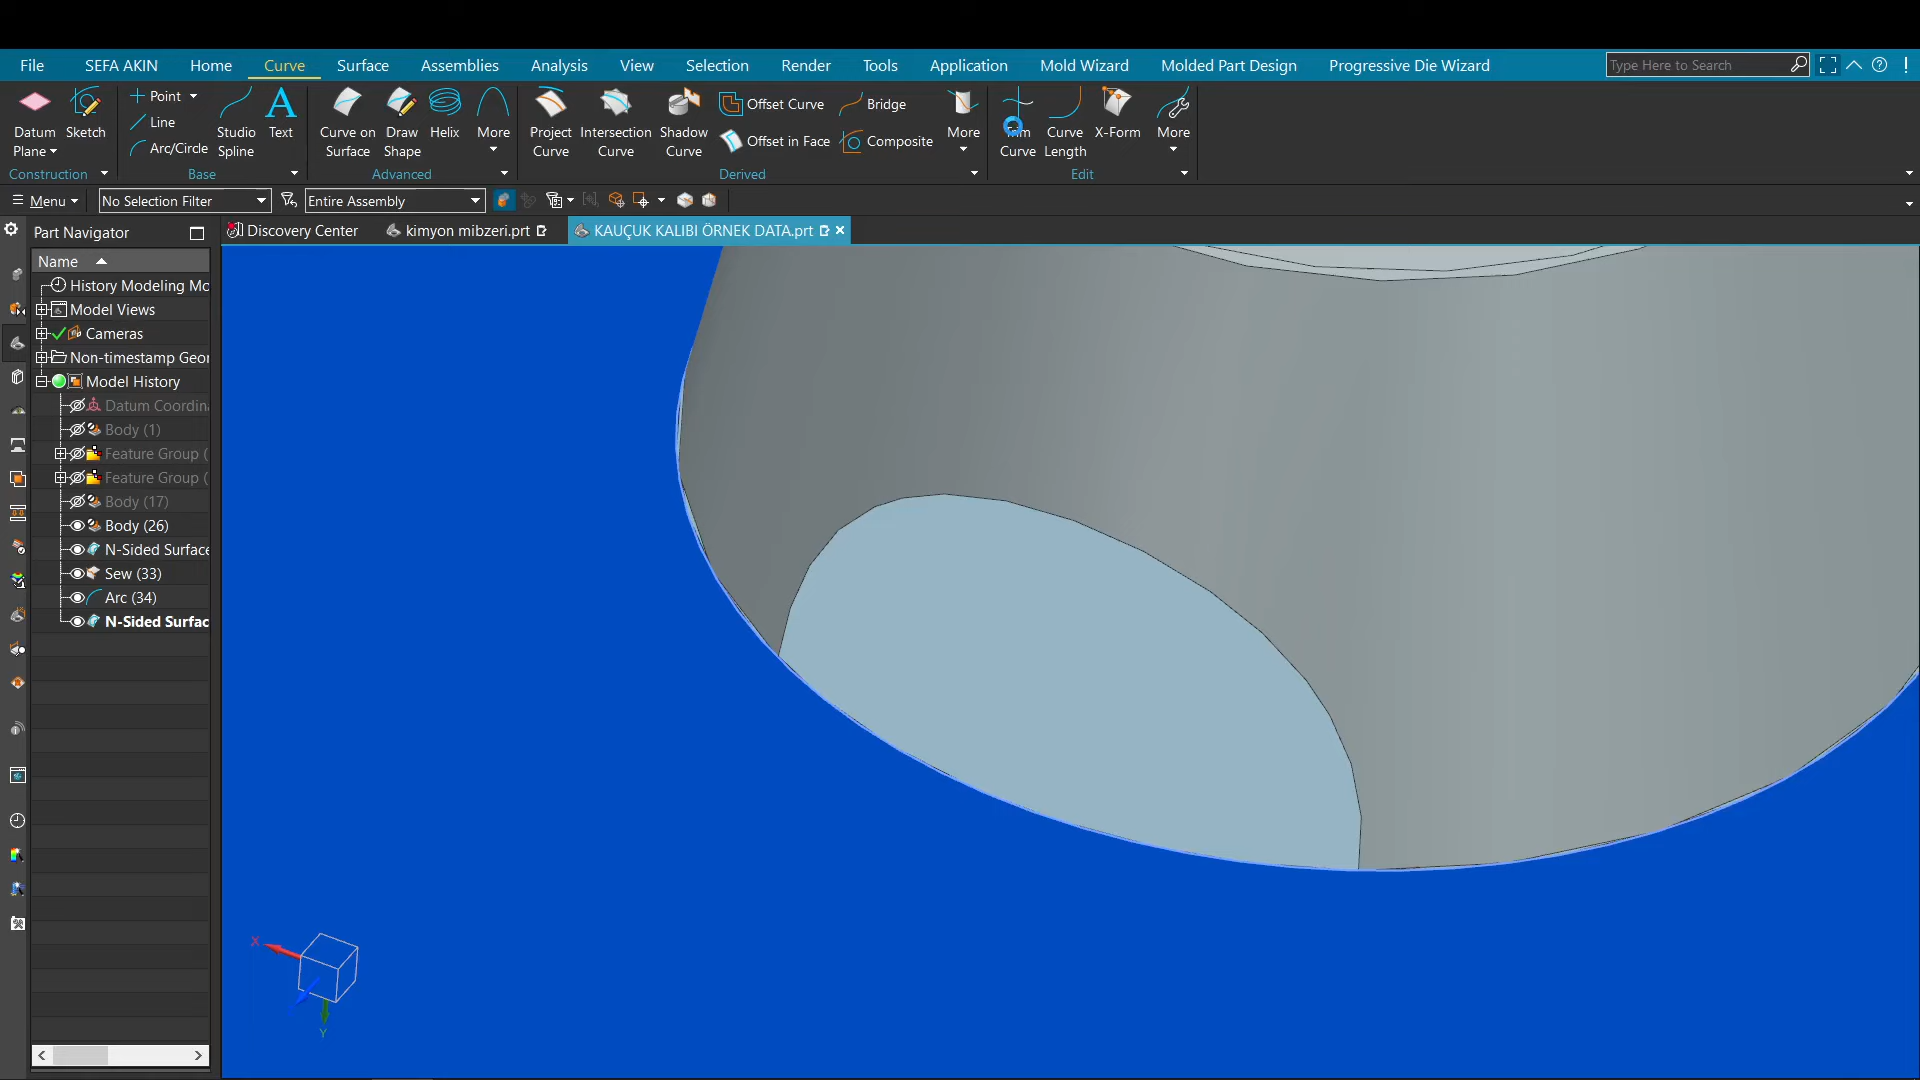 File SEFA AKIN Home Curve Surface Assemblies Analysis View Selection Render Tools Application Mold Wizard Molded Part Design Progressive Die Wizard Type Here to Search
Datum Plane
Sketch
Point
Line
Arc/Circle
Studio Spline
Text
Curve on Surface
Draw Shape
Helix
More
Project Curve
Intersection Curve
Shadow Curve
Offset Curve
Offset in Face
Bridge
Composite
More
Curve
Curve Length
X-Form
More
Construction Base Advanced Derived Edit
Menu No Selection Filter Entire Assembly
Part Navigator
Discovery Center kimyon mibzeri.prt KAUÇUK KALIBI ÖRNEK DATA.prt
Name
History Modeling Mo
Model Views
Cameras
Non-timestamp Geor
Model History
Datum Coordin
Body (1)
Feature Group (
Feature Group (
Body (17)
Body (26)
N-Sided Surface
Sew (33)
Arc (34)
N-Sided Surfac
X
Y